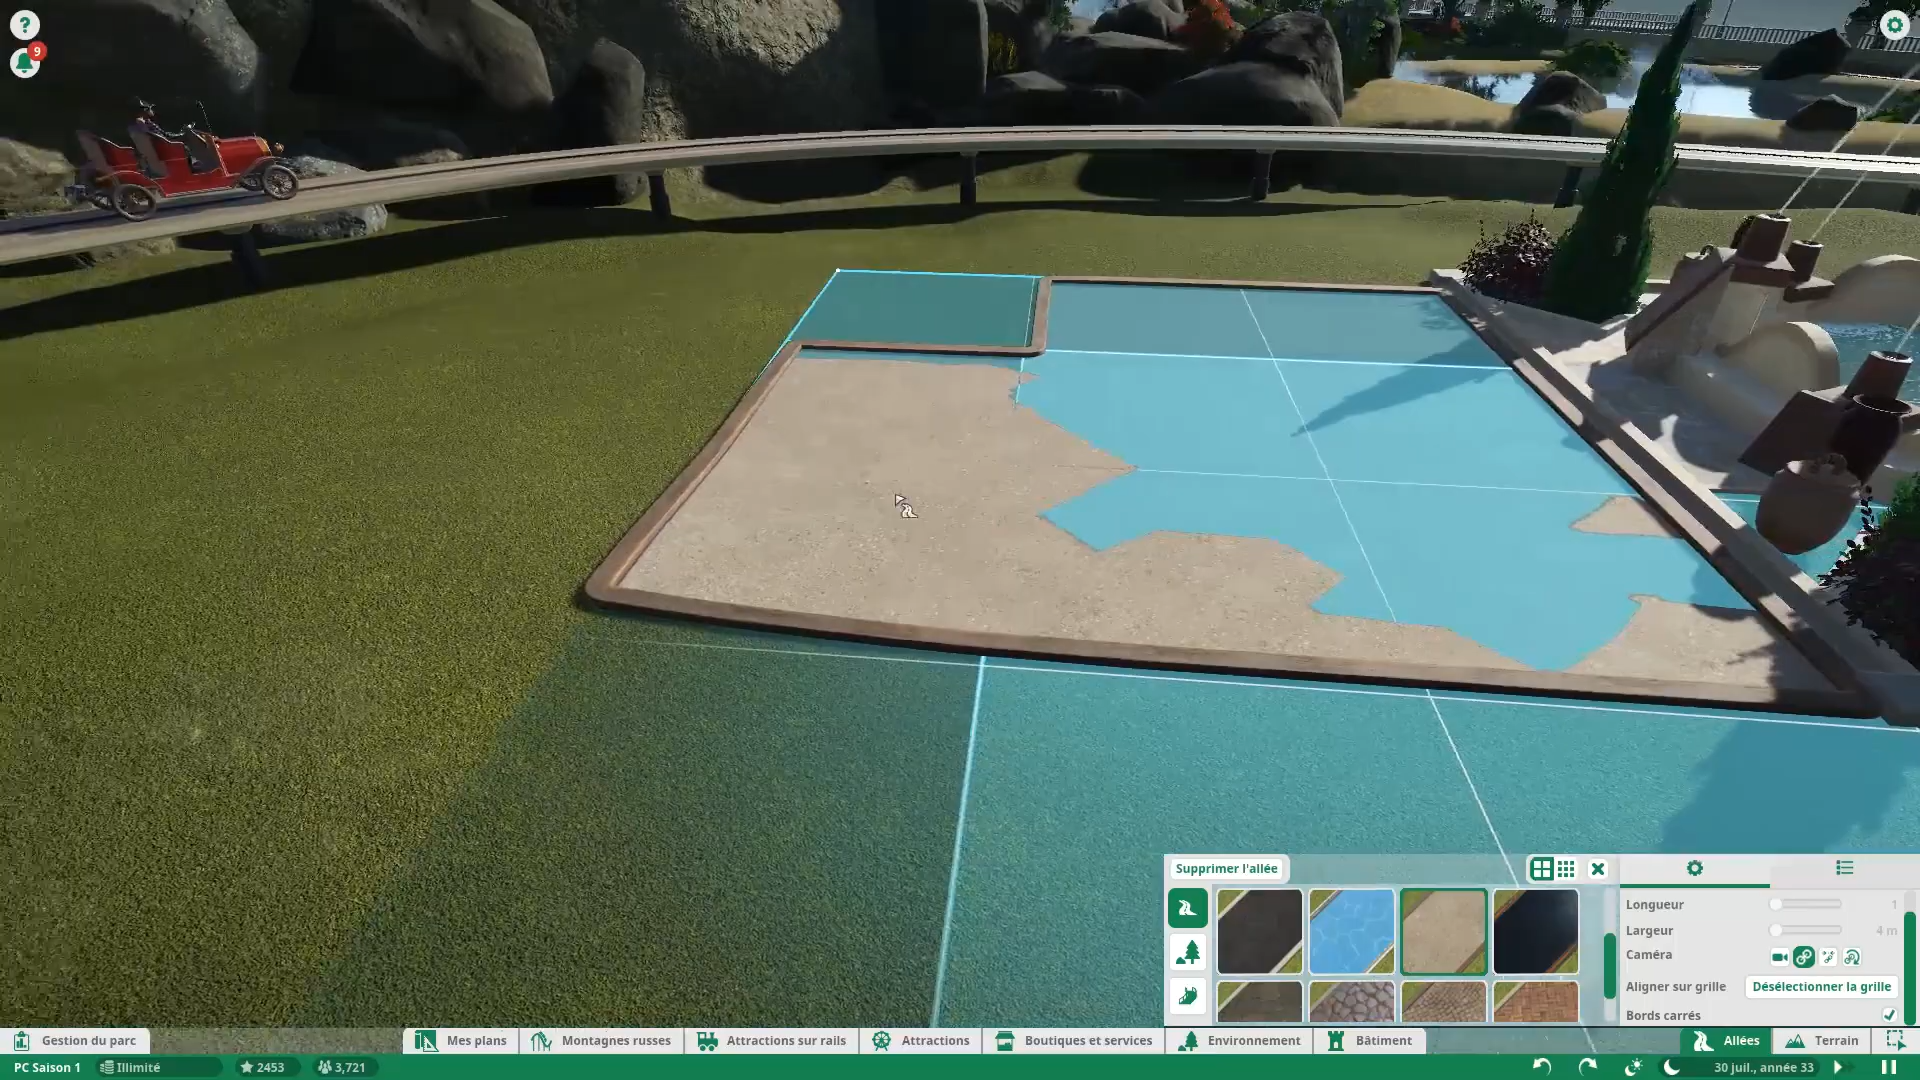 ?
9
Supprimer l'allée
Longueur 1
Largeur 4 m
Caméra
Aligner sur grille Désélectionner la grille
Bords carrés
Gestion du parc
Mes plans
Montagnes russes
Attractions sur rails
Attractions
Boutiques et services
Environnement
Bâtiment
Allées
Terrain
PC Saison 1
Illimité
2453
3,721
30 juil., année 33